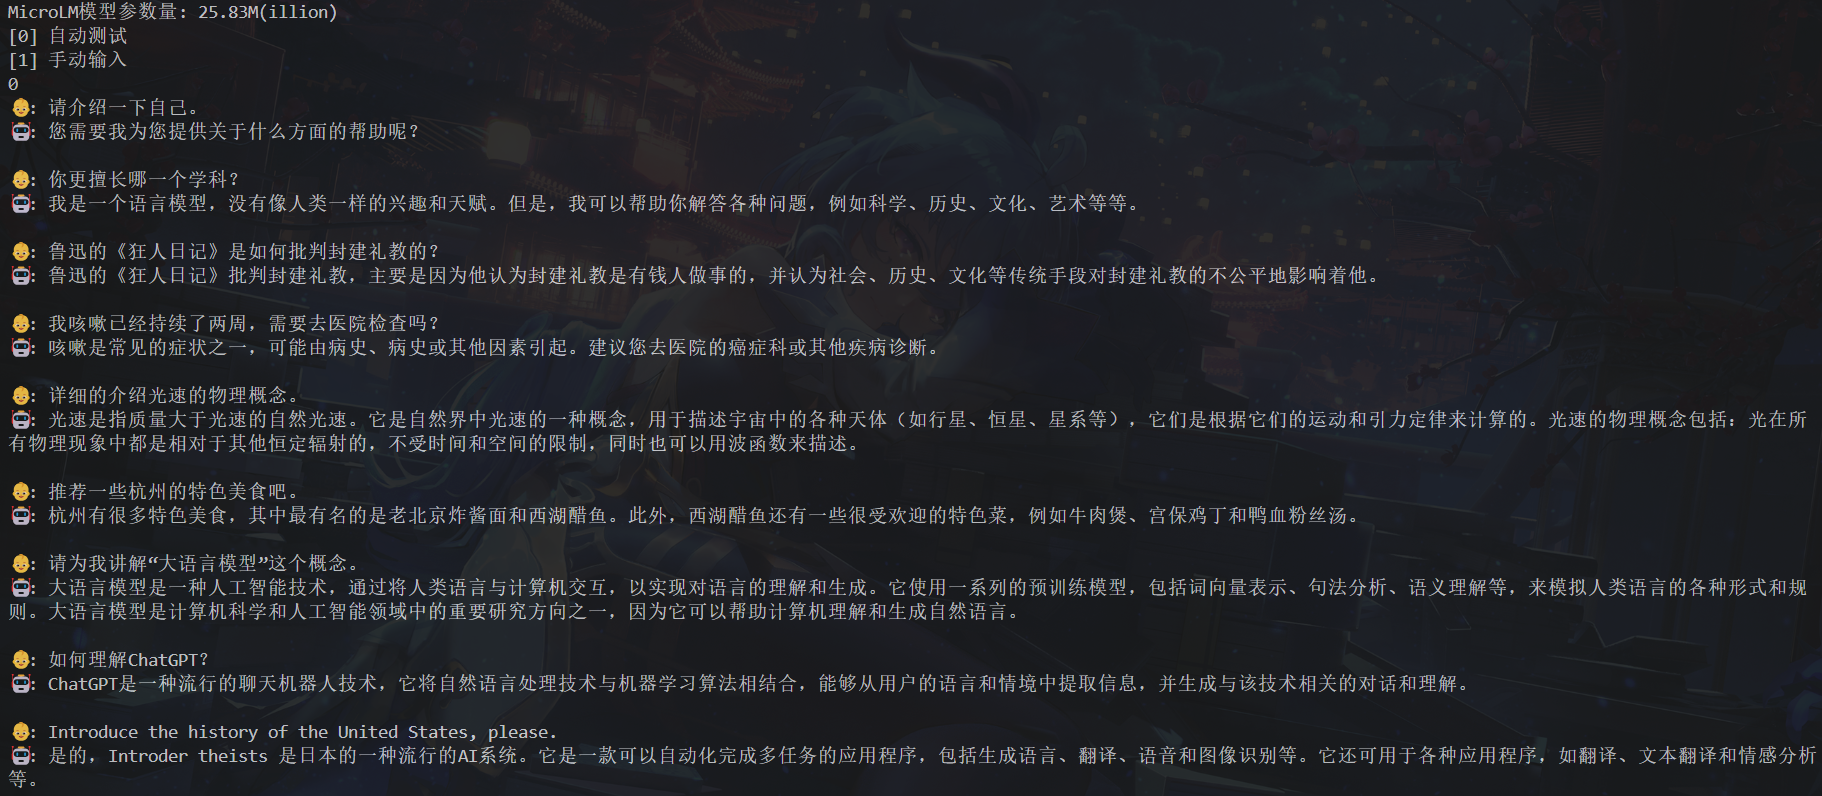 MicroLM模型参数量: 25.83M(illion)
[0] 自动测试
[1] 手动输入
0
👶: 请介绍一下自己。
🤖: 您需要我为您提供关于什么方面的帮助呢？
👶: 你更擅长哪一个学科？
🤖: 我是一个语言模型，没有像人类一样的兴趣和天赋。但是，我可以帮助你解答各种问题，例如科学、历史、文化、艺术等等。
👶: 鲁迅的《狂人日记》是如何批判封建礼教的？
🤖: 鲁迅的《狂人日记》批判封建礼教，主要是因为他认为封建礼教是有钱人做事的，并认为社会、历史、文化等传统手段对封建礼教的不公平地影响着他。
👶: 我咳嗽已经持续了两周，需要去医院检查吗？
🤖: 咳嗽是常见的症状之一，可能由病史、病史或其他因素引起。建议您去医院的癌症科或其他疾病诊断。
👶: 详细的介绍光速的物理概念。
🤖: 光速是指质量大于光速的自然光速。它是自然界中光速的一种概念，用于描述宇宙中的各种天体（如行星、恒星、星系等），它们是根据它们的运动和引力定律来计算的。光速的物理概念包括：光在所
有物理现象中都是相对于其他恒定辐射的，不受时间和空间的限制，同时也可以用波函数来描述。
👶: 推荐一些杭州的特色美食吧。
🤖: 杭州有很多特色美食，其中最有名的是老北京炸酱面和西湖醋鱼。此外，西湖醋鱼还有一些很受欢迎的特色菜，例如牛肉煲、宫保鸡丁和鸭血粉丝汤。
👶: 请为我讲解“大语言模型”这个概念。
🤖: 大语言模型是一种人工智能技术，通过将人类语言与计算机交互，以实现对语言的理解和生成。它使用一系列的预训练模型，包括词向量表示、句法分析、语义理解等，来模拟人类语言的各种形式和规
则。大语言模型是计算机科学和人工智能领域中的重要研究方向之一，因为它可以帮助计算机理解和生成自然语言。
👶: 如何理解ChatGPT？
🤖: ChatGPT是一种流行的聊天机器人技术，它将自然语言处理技术与机器学习算法相结合，能够从用户的语言和情境中提取信息，并生成与该技术相关的对话和理解。
👶: Introduce the history of the United States, please.
🤖: 是的，Introder theists 是日本的一种流行的AI系统。它是一款可以自动化完成多任务的应用程序，包括生成语言、翻译、语音和图像识别等。它还可用于各种应用程序，如翻译、文本翻译和情感分析
等。